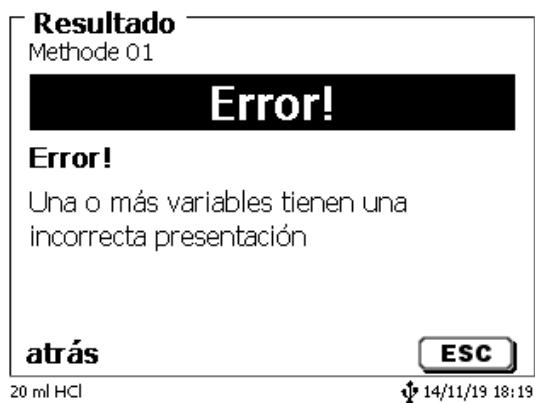 Resultado
Methode 01
Error!
Error!
Una o más variables tienen una
incorrecta presentación
atrás
ESC
20 ml HCl
14/11/19 18:19